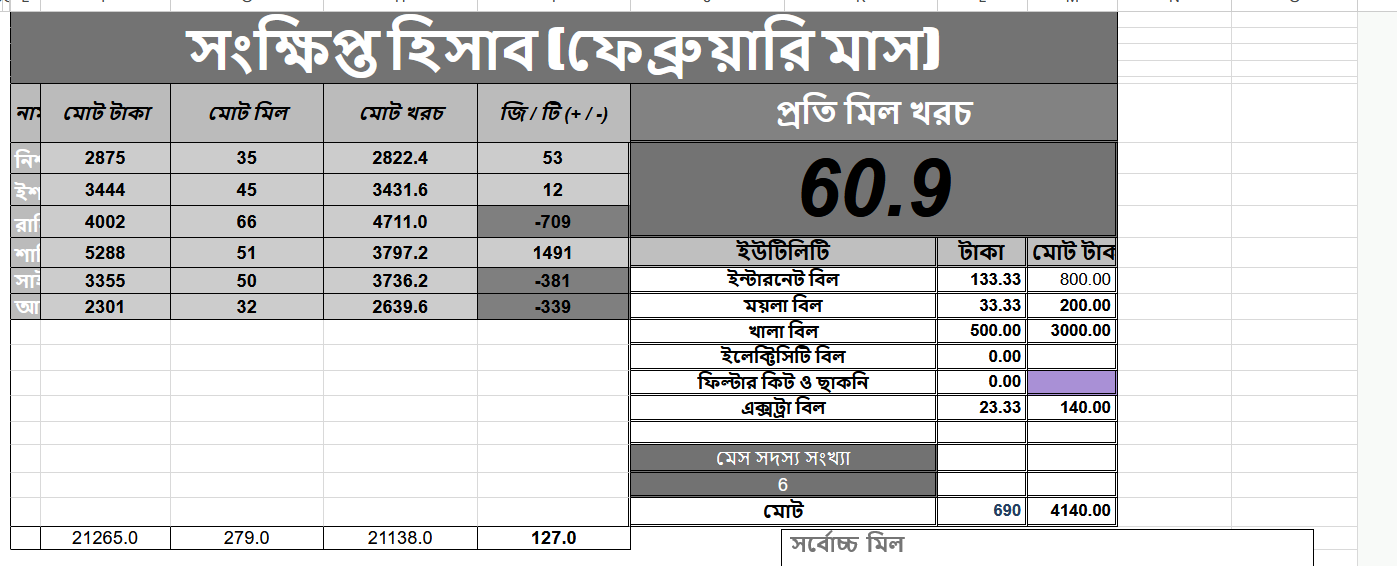 সংক্ষিপ্ত হিসাব (ফেব্রুয়ারি মাস)
মোট টাকা মোট মিল মোট খরচ জি / টি (+ / -) প্রতি মিল খরচ
2875 35 2822.4 53
3444 45 3431.6 12
60.9
4002 66 4711.0 -709
5288 51 3797.2 1491 ইউটিলিটি টাকা মোট টাক
3355 50 3736.2 -381 ইন্টারনেট বিল 133.33 800.00
2301 32 2639.6 -339 ময়লা বিল 33.33 200.00
খালা বিল 500.00 3000.00
ইলেক্ট্রিসিটি বিল 0.00
ফিল্টার কিট ও ছাকনি 0.00
এক্সট্রা বিল 23.33 140.00
মেস সদস্য সংখ্যা
6
মোট 690 4140.00
21265.0 279.0 21138.0 127.0
সর্বোচ্চ মিল